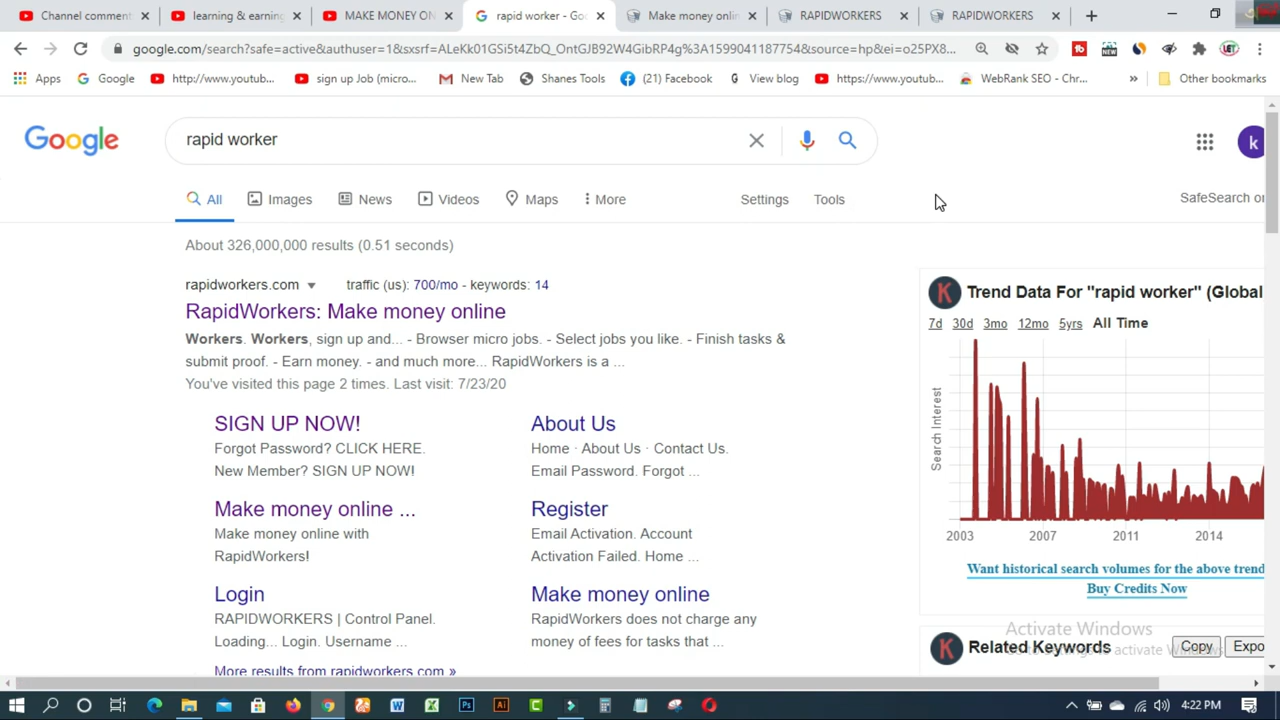 Channel comment
learning & earning
MAKE MONEY ON
rapid worker - Goo
Make money onlin
RAPIDWORKERS
RAPIDWORKERS
google.com/search?safe=active&authuser=1&sxsrf=ALeKk01GSi5t4ZbQ_OntGJB92W4GibRP4g%3A1599041187754&source=hp&ei=o25PX8...
NEW
Apps
Google
http://www.youtub...
sign up Job (micro...
New Tab
Shanes Tools
(21) Facebook
View blog
https://www.youtub...
WebRank SEO - Chr...
»
Other bookmarks
Google
rapid worker
k
All
Images
News
Videos
Maps
More
Settings
Tools
SafeSearch on
About 326,000,000 results (0.51 seconds)
rapidworkers.com ▼ traffic (us): 700/mo - keywords: 14
RapidWorkers: Make money online
Workers. Workers, sign up and... - Browser micro jobs. - Select jobs you like. - Finish tasks &
submit proof. - Earn money. - and much more... RapidWorkers is a ...
You've visited this page 2 times. Last visit: 7/23/20
SIGN UP NOW!
Forgot Password? CLICK HERE.
New Member? SIGN UP NOW!
About Us
Home · About Us · Contact Us.
Email Password. Forgot ...
Make money online ...
Make money online with
RapidWorkers!
Register
Email Activation. Account
Activation Failed. Home ...
Login
RAPIDWORKERS | Control Panel.
Loading... Login. Username ...
Make money online
RapidWorkers does not charge any
money of fees for tasks that ...
More results from rapidworkers.com »
K
Trend Data For "rapid worker" (Global
7d 30d 3mo 12mo 5yrs All Time
Search Interest
2003 2007 2011 2014
Want historical search volumes for the above trend
Buy Credits Now
Activate Windows
Go to Settings to activate Windows.
K
Related Keywords
Copy
Expo
4:22 PM